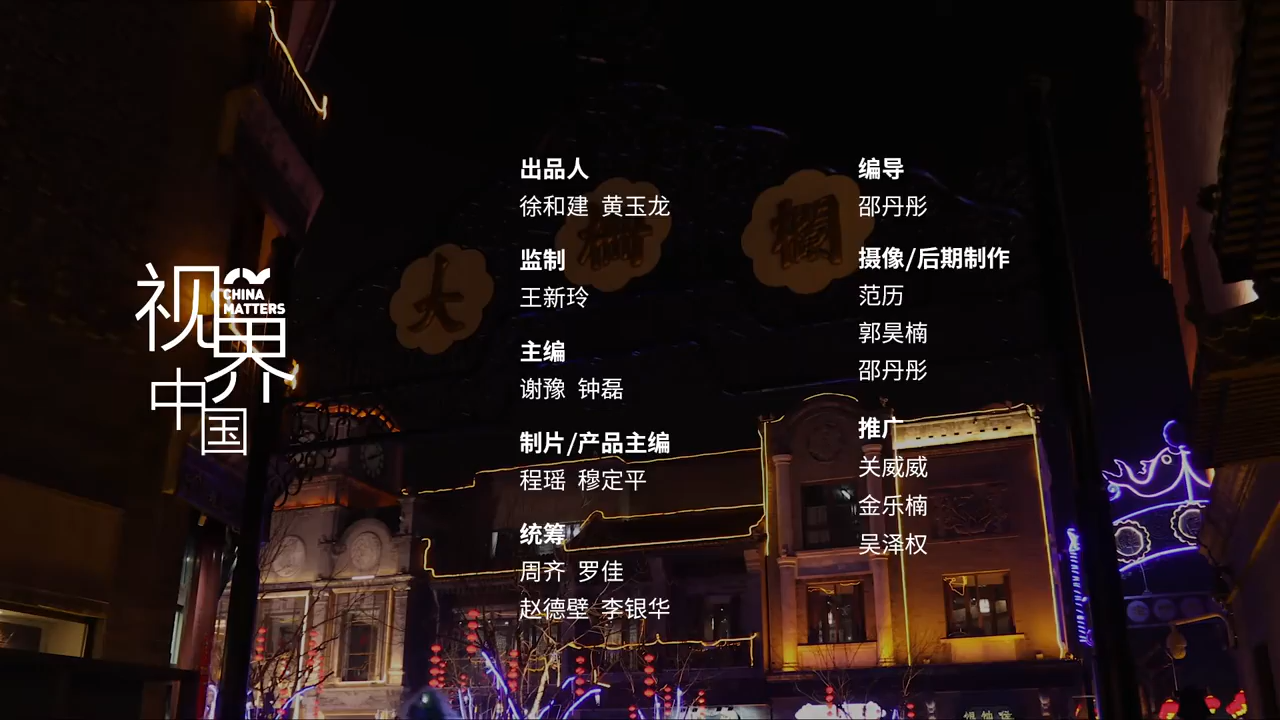 视界
CHINA
MATTERS
中国
出品人
徐和建 黄玉龙
监制
王新玲
主编
谢豫 钟磊
制片/产品主编
程瑶 穆定平
统筹
周齐 罗佳
赵德壁 李银华
编导
邵丹彤
摄像/后期制作
范历
郭昊楠
邵丹彤
推广
关威威
金乐楠
吴泽权
大栅欄